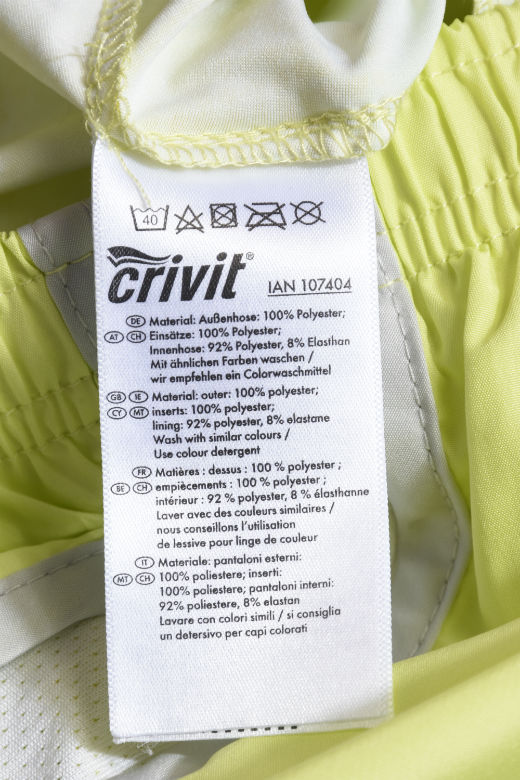 40
crivit®
IAN 107404
DE Material: Außenhose: 100% Polyester;
AT CH Einsätze: 100% Polyester;
Innenhose: 92% Polyester, 8% Elasthan
Mit ähnlichen Farben waschen /
wir empfehlen ein Colorwaschmittel
GB IE Material: outer: 100% polyester;
CY MT inserts: 100% polyester;
lining: 92% polyester, 8% elastane
Wash with similar colours /
Use colour detergent
FR Matières : dessus : 100 % polyester ;
BE CH empiècements : 100 % polyester ;
intérieur : 92 % polyester, 8 % élasthanne
Laver avec des couleurs similaires /
nous conseillons l’utilisation
de lessive pour linge de couleur
IT Materiale: pantaloni esterni:
MT CH 100% poliestere; inserti:
100% poliestere; pantaloni interni:
92% poliestere, 8% elastan
Lavare con colori simili / si consiglia
un detersivo per capi colorati